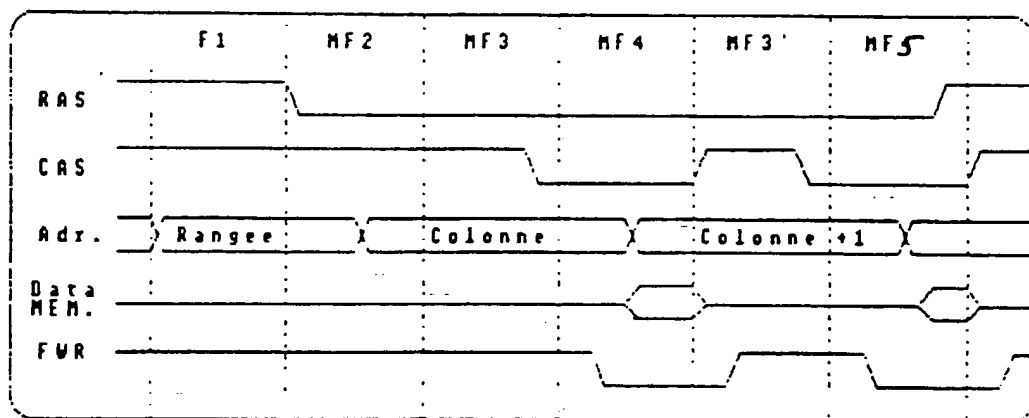 F1 MF2 MF3 MF4 MF3' MF5
RAS
CAS
Adr. Rangee Colonne Colonne +1
Data
MEM.
FWR